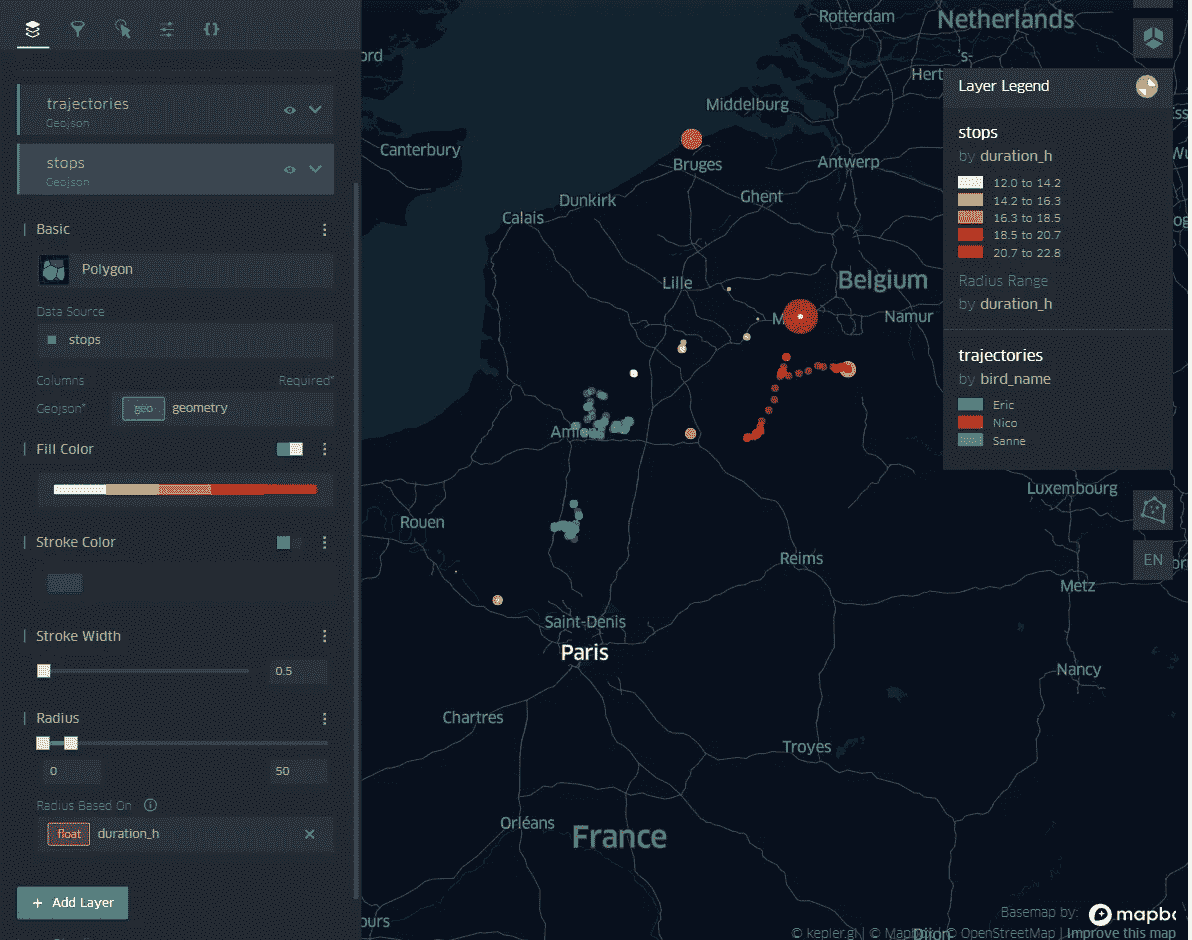 trajectories
Geojson
stops
Geojson
Basic
Polygon
Data Source
stops
Columns
Required*
Geojson*
geo
geometry
Fill Color
Stroke Color
Stroke Width
0.5
Radius
0
50
Radius Based On
float
duration_h
+ Add Layer
Rotterdam
Netherlands
's-
Hert
Middelburg
Canterbury
Bruges
Antwerp
Dunkirk
Ghent
Calais
Lille
Belgium
M
Namur
Amiens
Luxembourg
Rouen
Reims
Metz
Saint-Denis
Paris
Nancy
Chartres
Troyes
Orléans
France
ours
Dijon
Layer Legend
stops
by duration_h
12.0 to 14.2
14.2 to 16.3
16.3 to 18.5
18.5 to 20.7
20.7 to 22.8
Radius Range
by duration_h
trajectories
by bird_name
Eric
Nico
Sanne
EN
Basemap by:
mapbo
© kepler.gl | © Mapbox | © OpenStreetMap | Improve this map